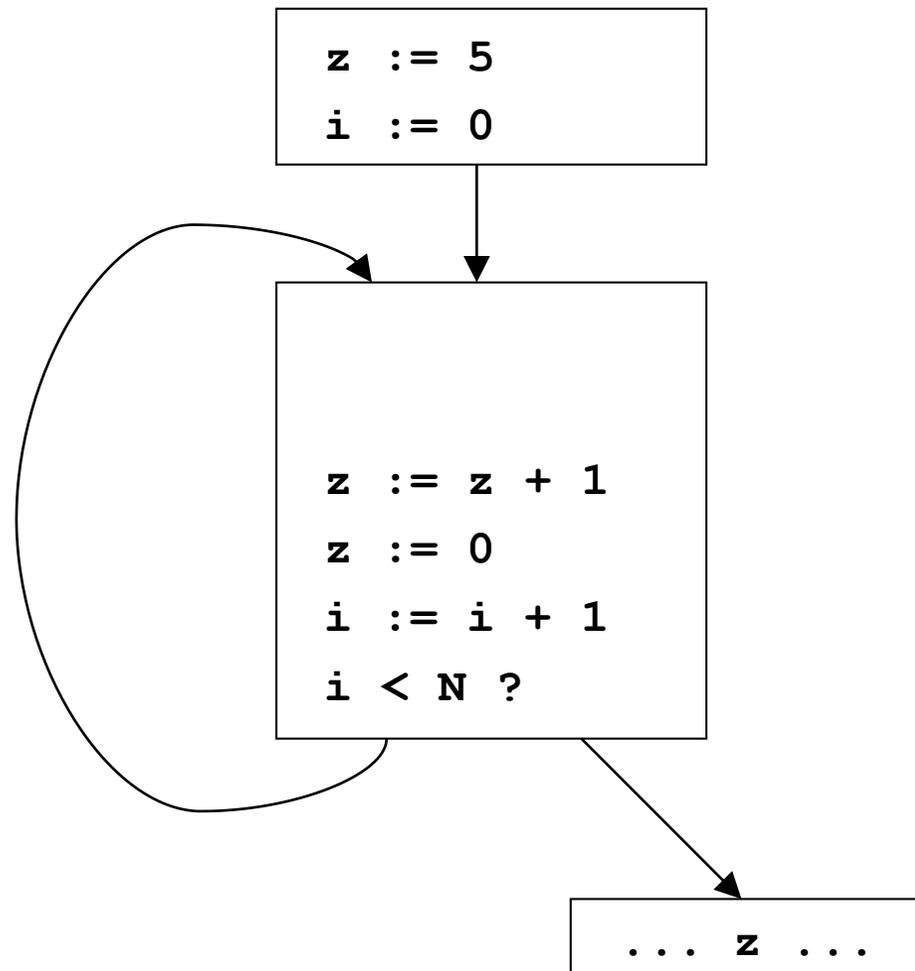 z := 5
i := 0
z := z + 1
z := 0
i := i + 1
i < N ?
... z ...